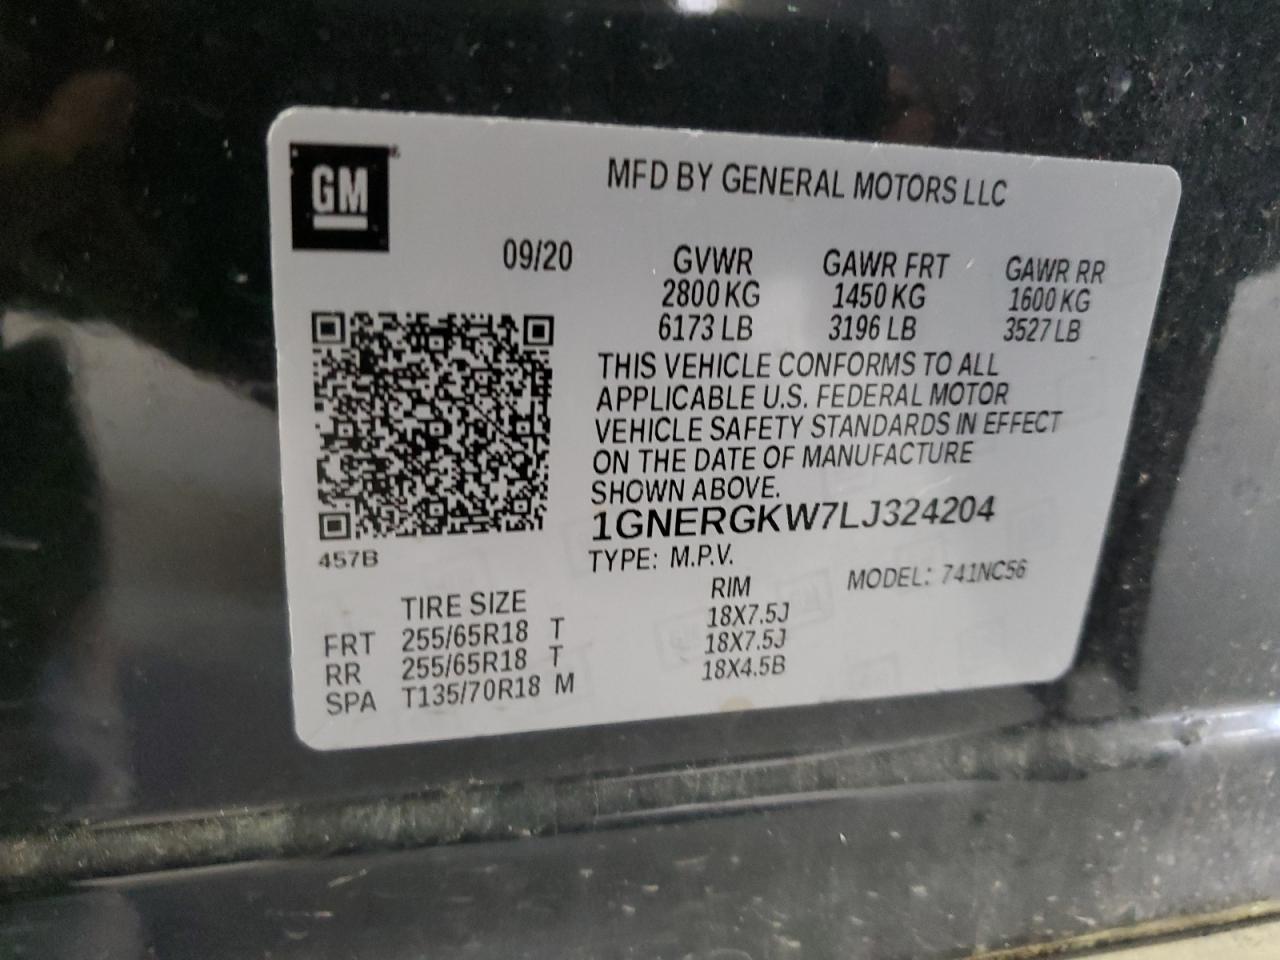 GM
MFD BY GENERAL MOTORS LLC
09/20 GVWR GAWR FRT GAWR RR
2800 KG 1450 KG 1600 KG
6173 LB 3196 LB 3527 LB
THIS VEHICLE CONFORMS TO ALL
APPLICABLE U.S. FEDERAL MOTOR
VEHICLE SAFETY STANDARDS IN EFFECT
ON THE DATE OF MANUFACTURE
SHOWN ABOVE.
1GNERGKW7LJ324204
457B TYPE: M.P.V. MODEL: 741NC56
TIRE SIZE RIM
FRT 255/65R18 T 18X7.5J
RR 255/65R18 T 18X7.5J
SPA T135/70R18 M 18X4.5B